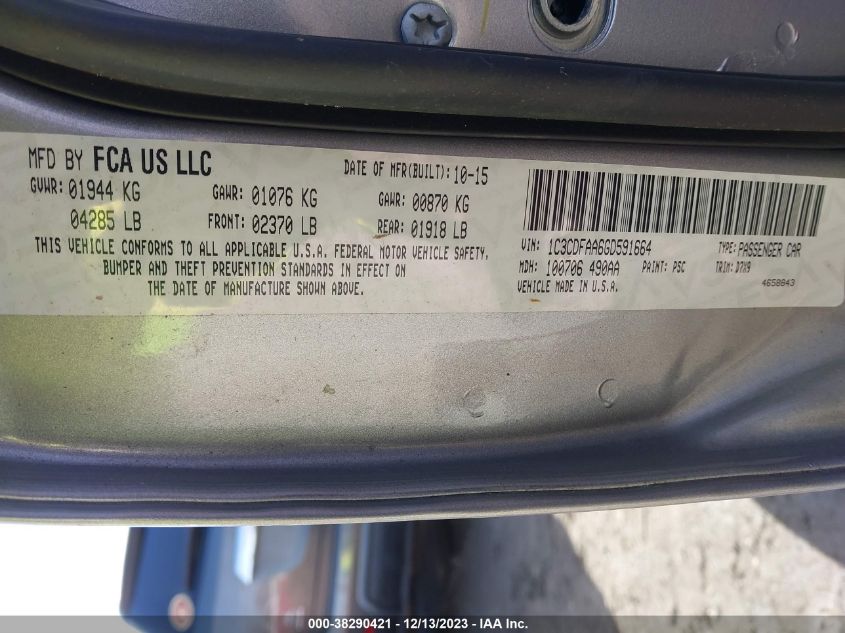 MFD BY FCA US LLC DATE OF MFR(BUILT): 10-15
GVWR: 01944 KG GAWR: 01076 KG GAWR: 00870 KG
04285 LB FRONT: 02370 LB REAR: 01918 LB
THIS VEHICLE CONFORMS TO ALL APPLICABLE U.S.A. FEDERAL MOTOR VEHICLE SAFETY,
BUMPER AND THEFT PREVENTION STANDARDS IN EFFECT ON
THE DATE OF MANUFACTURE SHOWN ABOVE.
VIN: 1C3CDFAA6GD591664 TYPE: PASSENGER CAR
MDH: 100706 490AA PAINT: PSC TRIM: D7X9
VEHICLE MADE IN U.S.A. 4658843
000-38290421 - 12/13/2023 - IAA Inc.